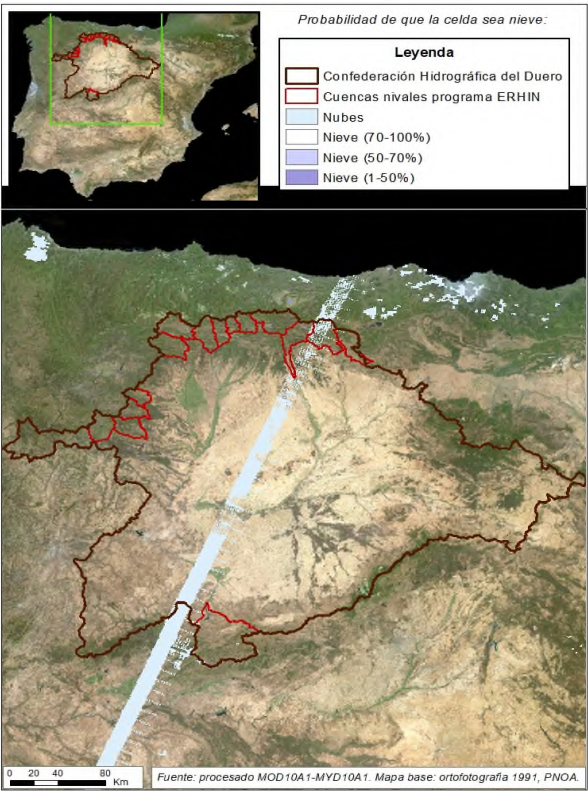 Probabilidad de que la celda sea nieve:
Leyenda
Confederación Hidrográfica del Duero
Cuencas nivales programa ERHIN
Nubes
Nieve (70-100%)
Nieve (50-70%)
Nieve (1-50%)
0 20 40 80
Km
Fuente: procesado MOD10A1-MYD10A1. Mapa base: ortofotografia 1991, PNOA.